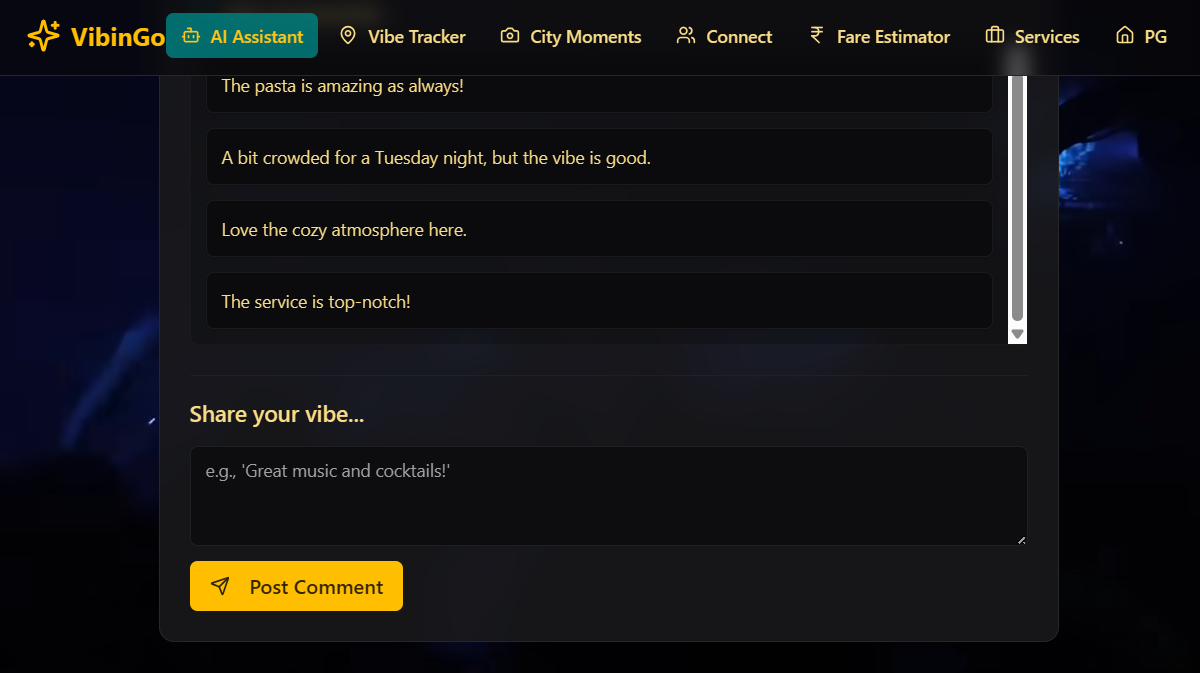 VibinGo AI Assistant Vibe Tracker City Moments Connect Fare Estimator Services PG
The pasta is amazing as always!
A bit crowded for a Tuesday night, but the vibe is good.
Love the cozy atmosphere here.
The service is top-notch!
Share your vibe...
e.g., 'Great music and cocktails!'
Post Comment